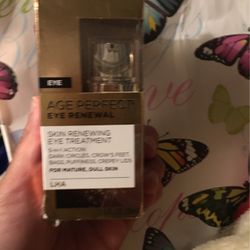 EYE
AGE PERFECT
EYE RENEWAL
SKIN RENEWING
EYE TREATMENT
5-in-1 ACTION:
DARK CIRCLES, CROW'S FEET,
BAGS, PUFFINESS, CREPEY LIDS
FOR MATURE, DULL SKIN
LHA
love